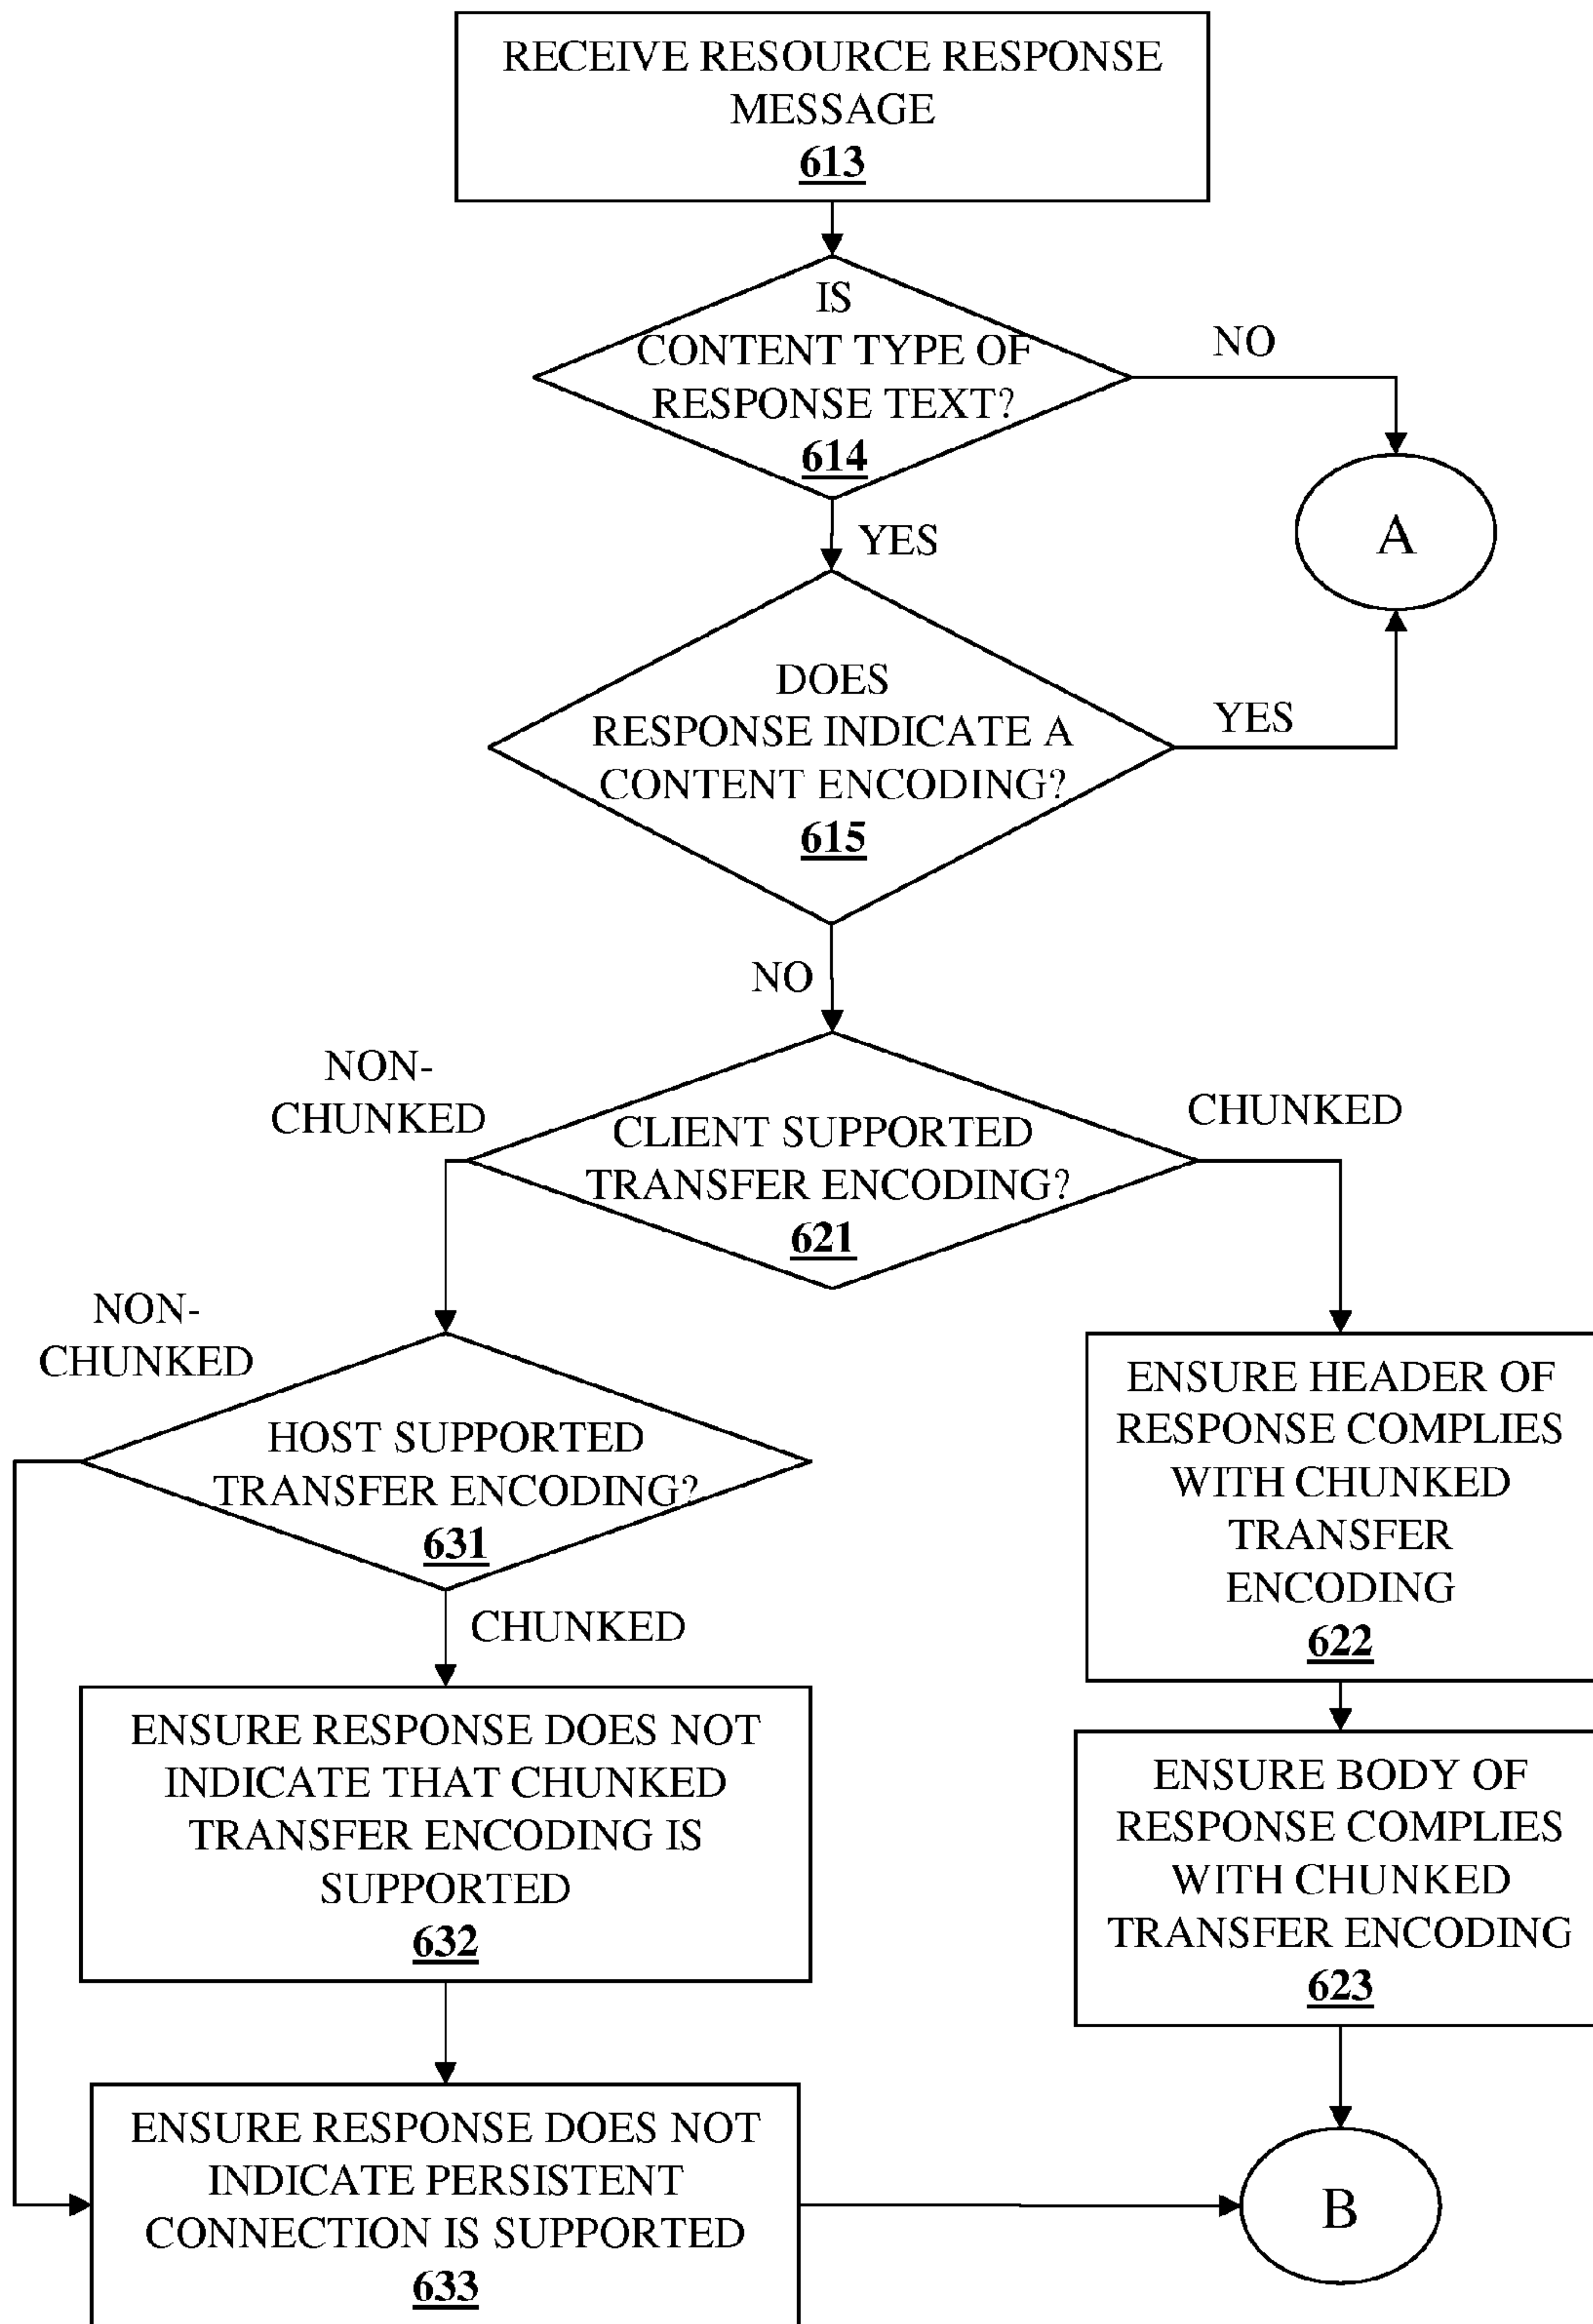 RECEIVE RESOURCE RESPONSE
MESSAGE
613
IS
CONTENT TYPE OF
RESPONSE TEXT?
614
NO
A
YES
DOES
RESPONSE INDICATE A
CONTENT ENCODING?
615
YES
NO
NON-
CHUNKED
CLIENT SUPPORTED
TRANSFER ENCODING?
621
CHUNKED
NON-
CHUNKED
HOST SUPPORTED
TRANSFER ENCODING?
631
CHUNKED
ENSURE HEADER OF
RESPONSE COMPLIES
WITH CHUNKED
TRANSFER
ENCODING
622
ENSURE RESPONSE DOES NOT
INDICATE THAT CHUNKED
TRANSFER ENCODING IS
SUPPORTED
632
ENSURE BODY OF
RESPONSE COMPLIES
WITH CHUNKED
TRANSFER ENCODING
623
ENSURE RESPONSE DOES NOT
INDICATE PERSISTENT
CONNECTION IS SUPPORTED
633
B